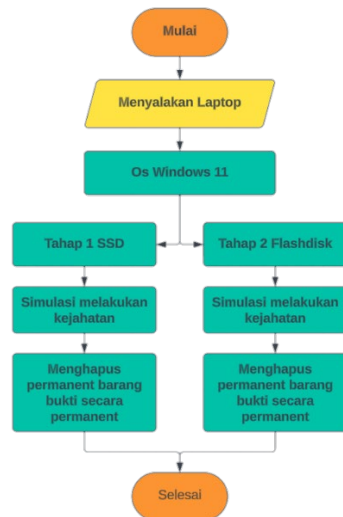 Mulai
Menyalakan Laptop
Os Windows 11
Tahap 1 SSD
Tahap 2 Flashdisk
Simulasi melakukan
kejahatan
Simulasi melakukan
kejahatan
Menghapus
permanent barang
bukti secara
permanent
Menghapus
permanent barang
bukti secara
permanent
Selesai